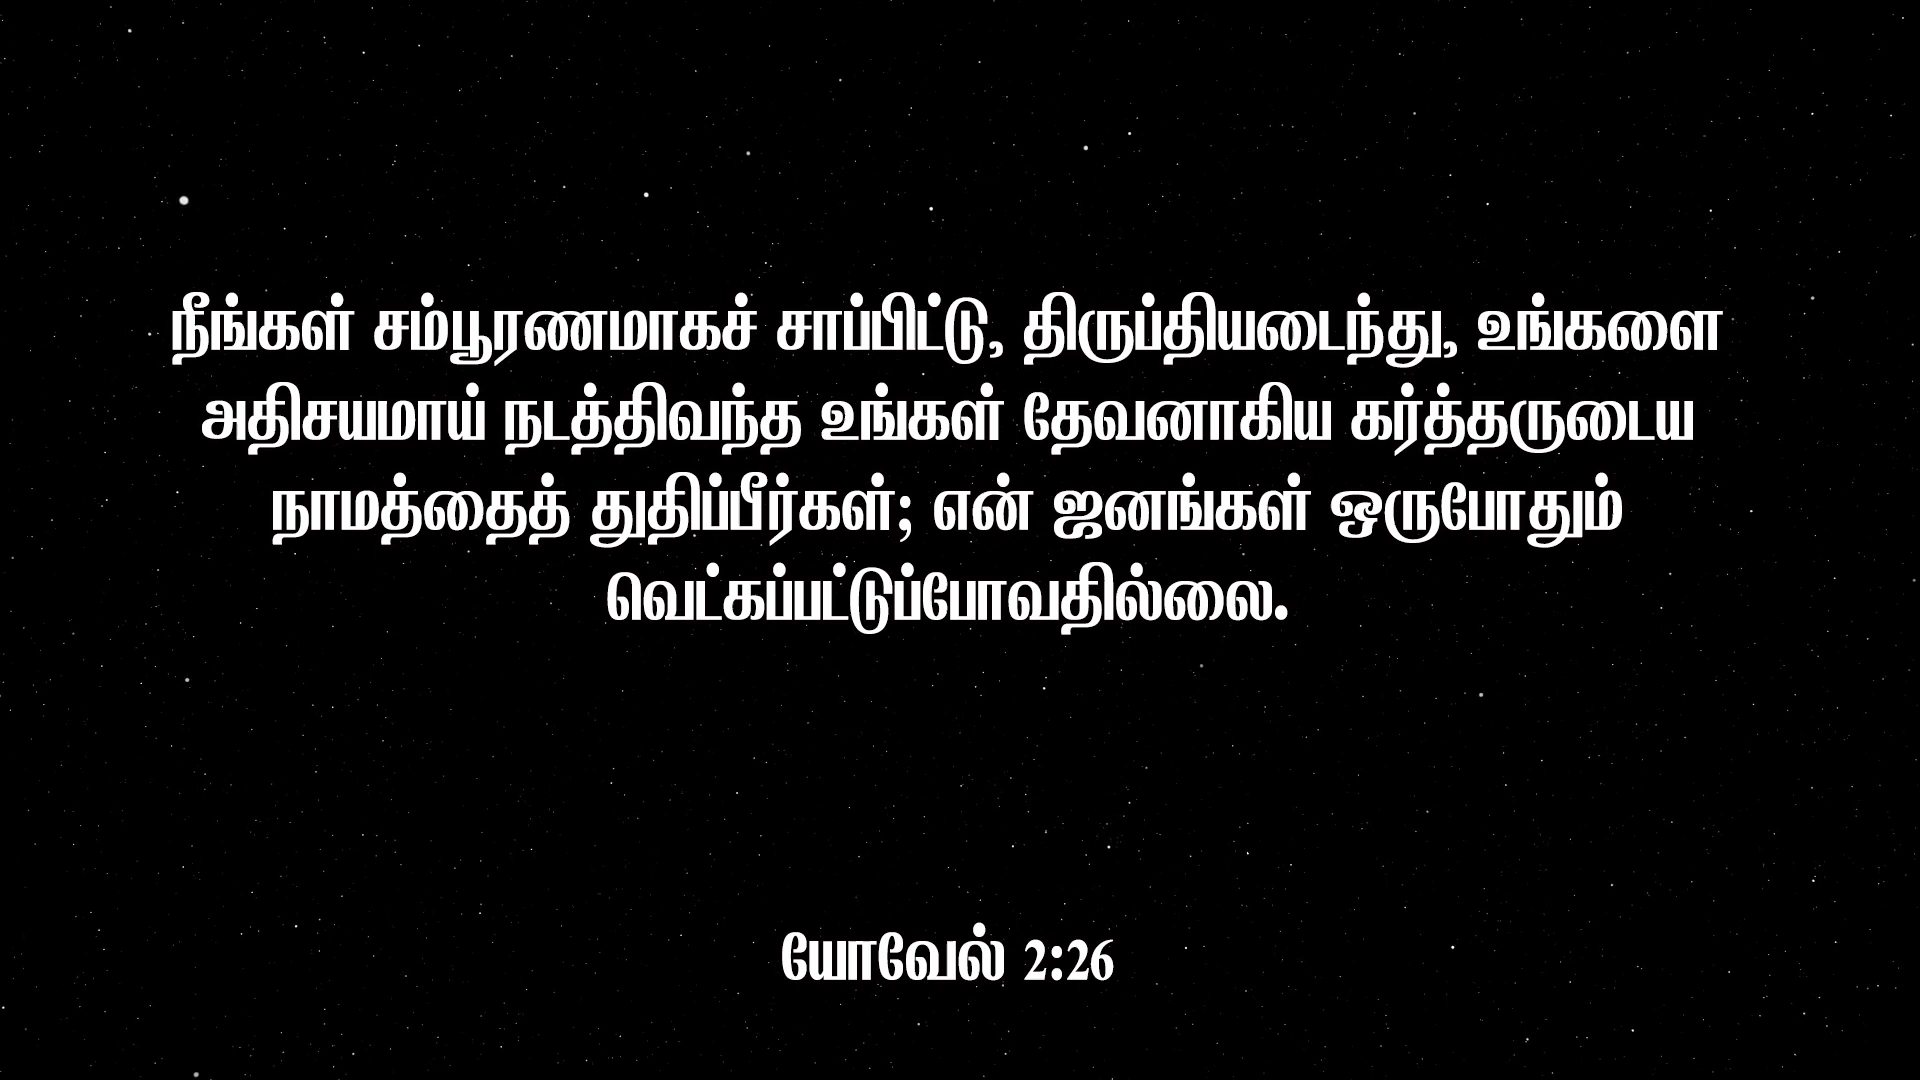 நீங்கள் சம்பூரணமாகச் சாப்பிட்டு, திருப்தியடைந்து, உங்களை
அதிசயமாய் நடத்திவந்த உங்கள் தேவனாகிய கர்த்தருடைய
நாமத்தைத் துதிப்பீர்கள்; என் ஜனங்கள் ஒருபோதும்
வெட்கப்பட்டுப்போவதில்லை.
யோவேல் 2:26